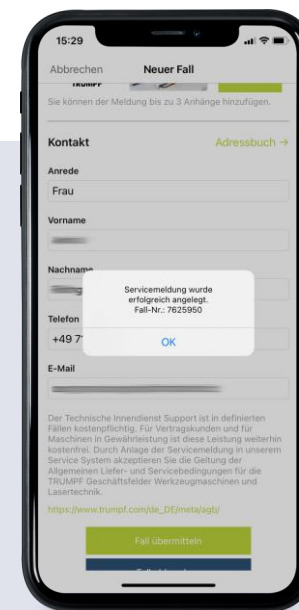 15:29
Abbrechen Neuer Fall
TRUMPF
Sie können der Meldung bis zu 3 Anhänge hinzufügen.
Kontakt Adressbuch →
Anrede
Frau
Vorname
Nachname
Servicemeldung wurde
erfolgreich angelegt.
Fall-Nr.: 7625950
OK
Telefon
+49 7
E-Mail
Der Technische Innendienst Support ist in definierten
Fällen kostenpflichtig. Für Vertragskunden und für
Maschinen in Gewährleistung ist diese Leistung weiterhin
kostenfrei. Durch Anlage der Servicemeldung in unserem
Service System akzeptieren Sie die Geltung der
Allgemeinen Liefer- und Servicebedingungen für die
TRUMPF Geschäftsfelder Werkzeugmaschinen und
Lasertechnik.
https://www.trumpf.com/de_DE/meta/agb/
Fall übermitteln